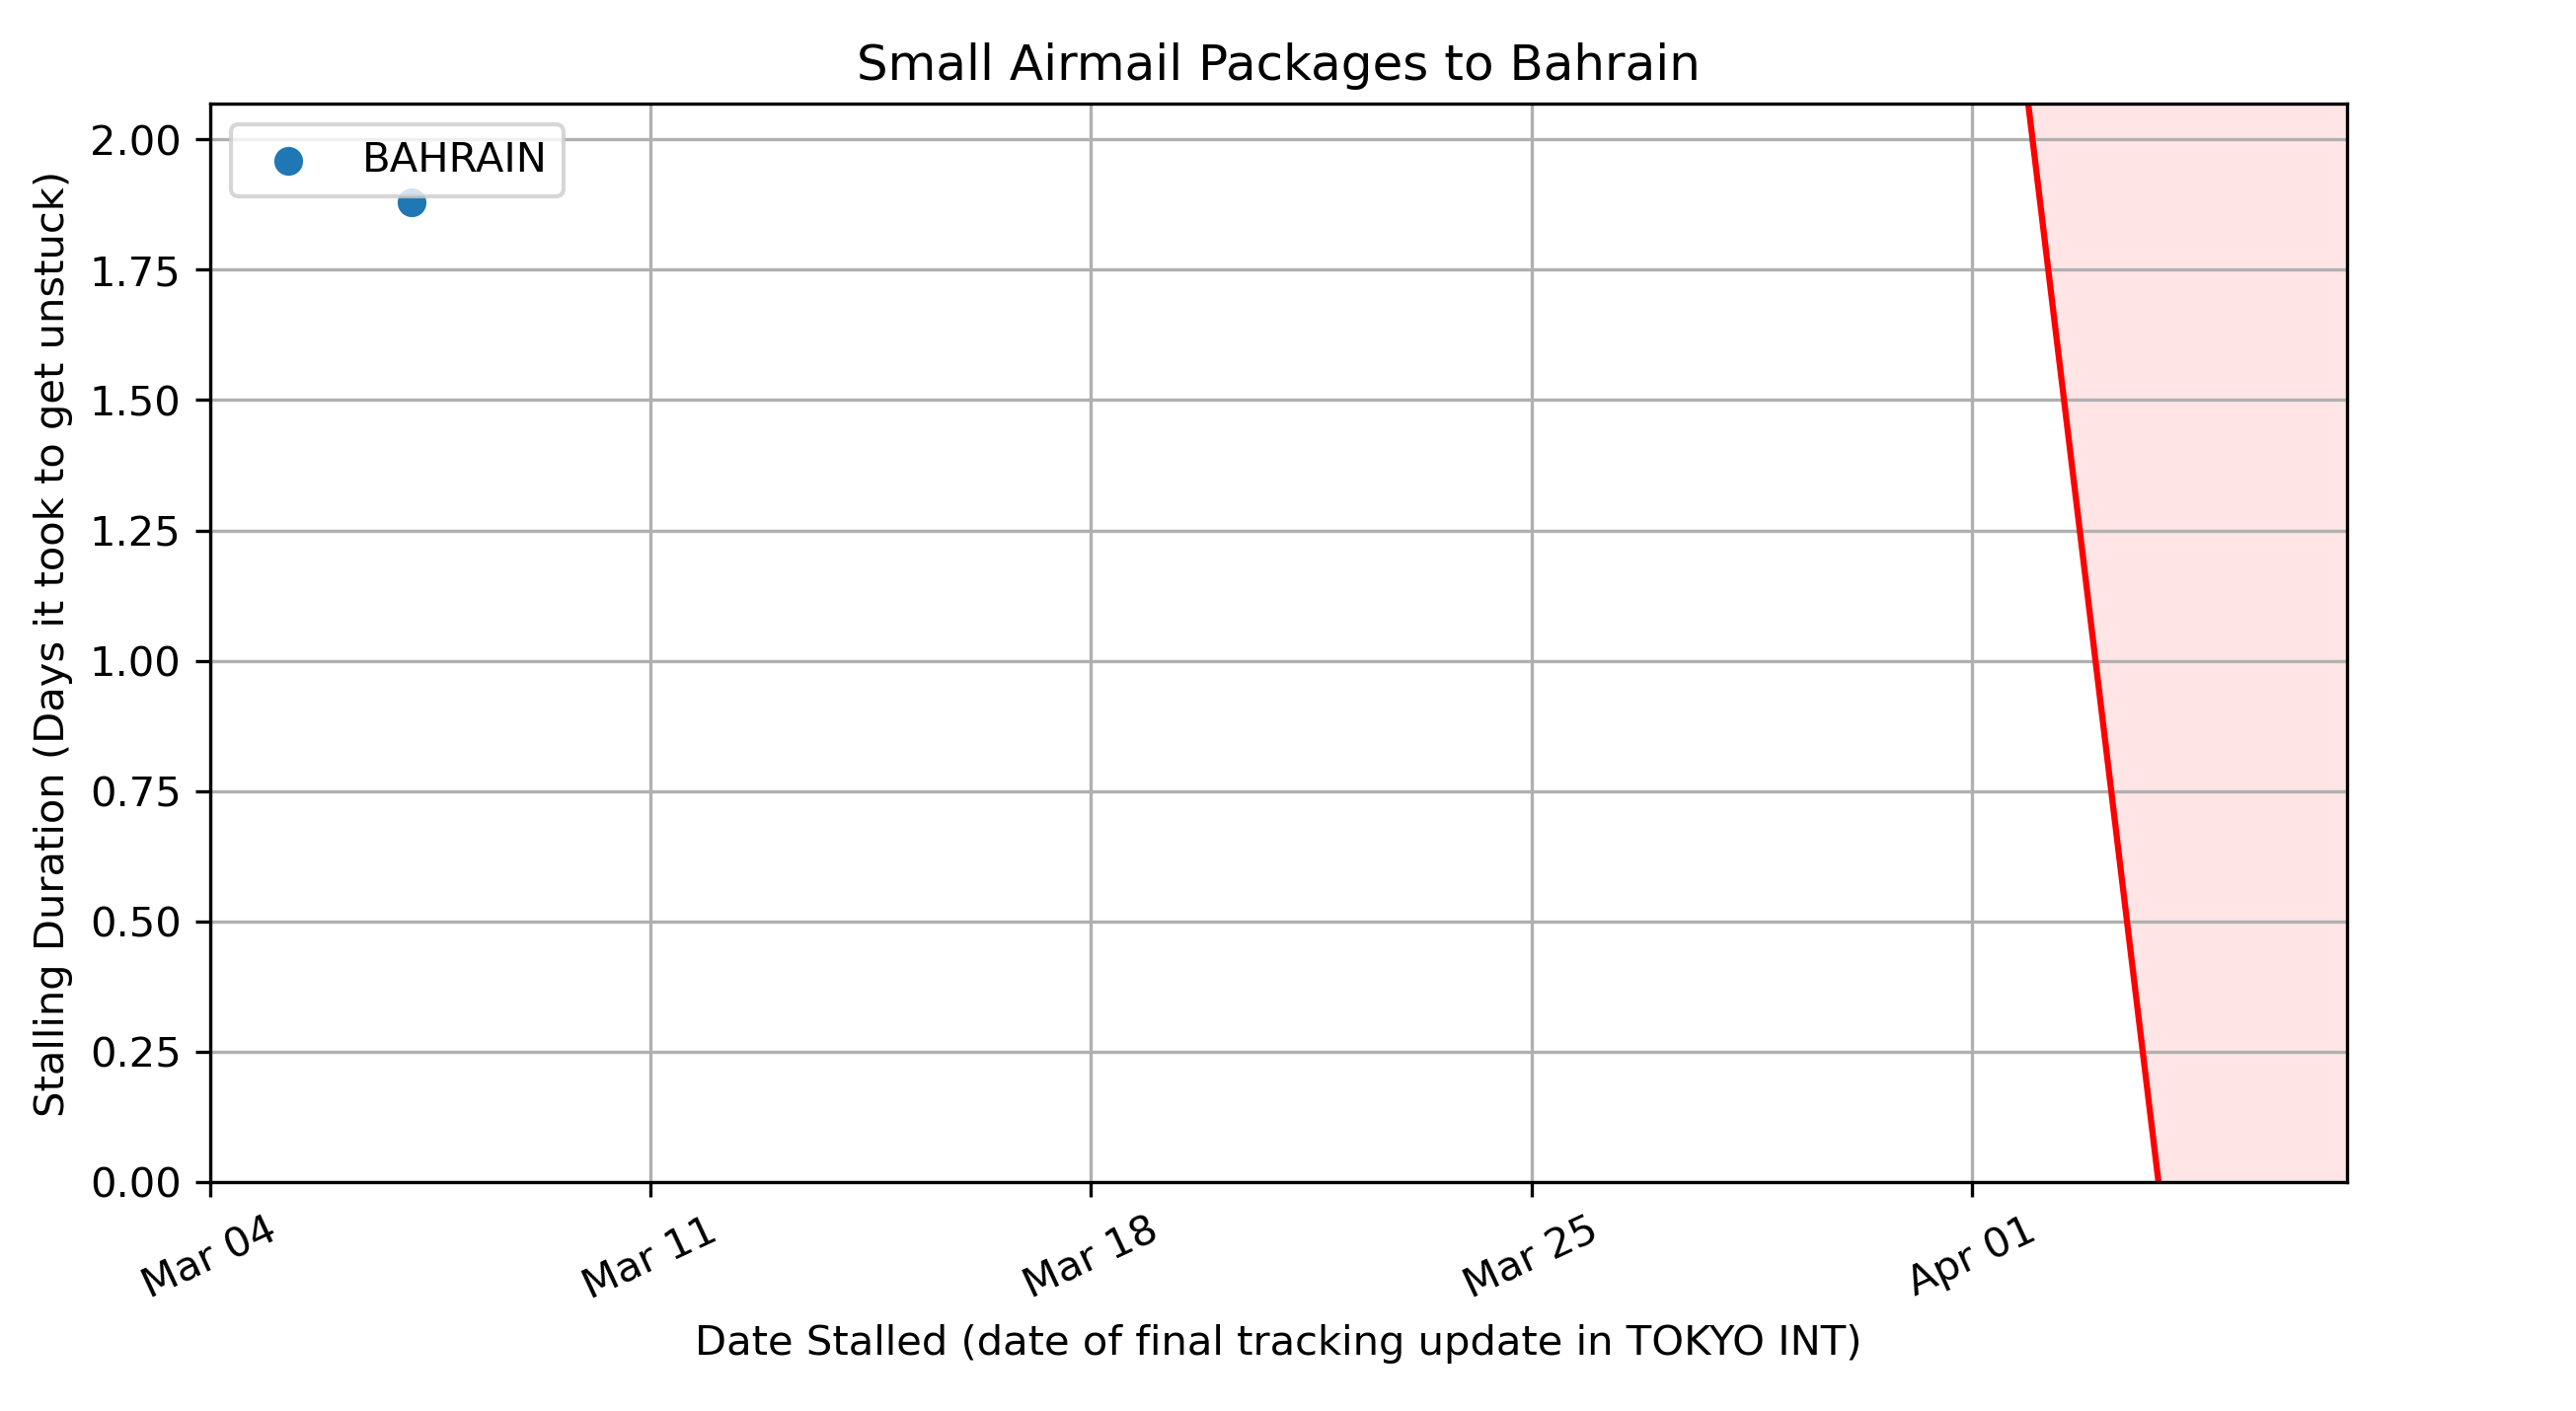 Small Airmail Packages to Bahrain
BAHRAIN
Stalling Duration (Days it took to get unstuck)
2.00
1.75
1.50
1.25
1.00
0.75
0.50
0.25
0.00
Mar 04
Mar 11
Mar 18
Mar 25
Apr 01
Date Stalled (date of final tracking update in TOKYO INT)